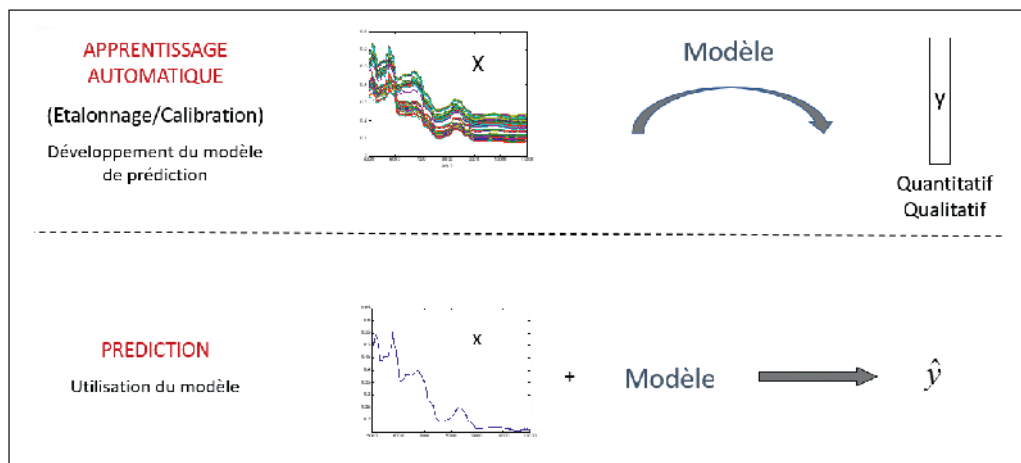 APPRENTISSAGE
AUTOMATIQUE
(Etalonnage/Calibration)
Développement du modèle
de prédiction
X
Modèle
y
Quantitatif
Qualitatif
PREDICTION
Utilisation du modèle
x
+
Modèle
ŷ